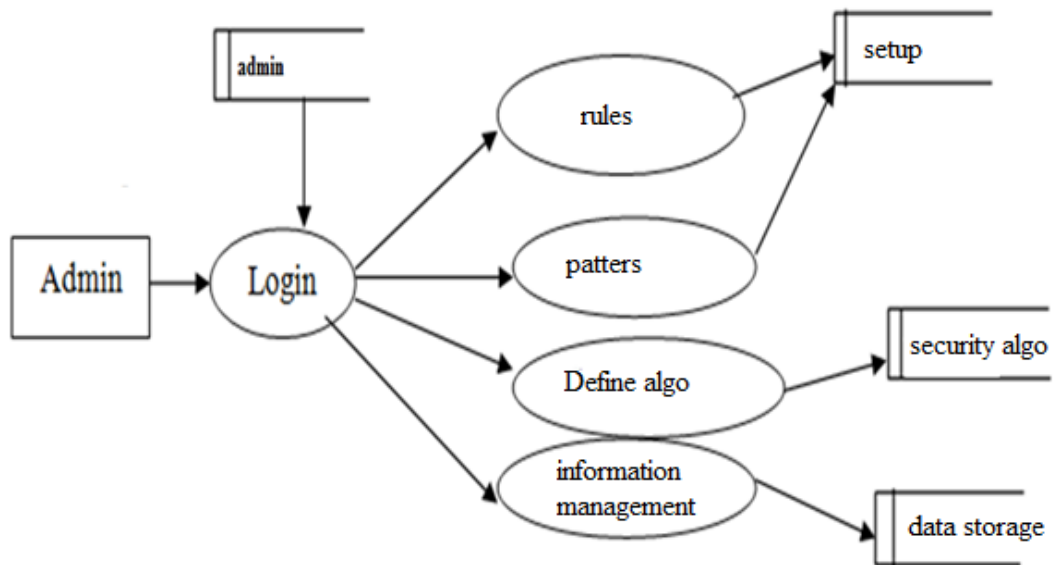 setup
admin
rules
patters
Admin
Login
security algo
Define algo
information
management
data storage